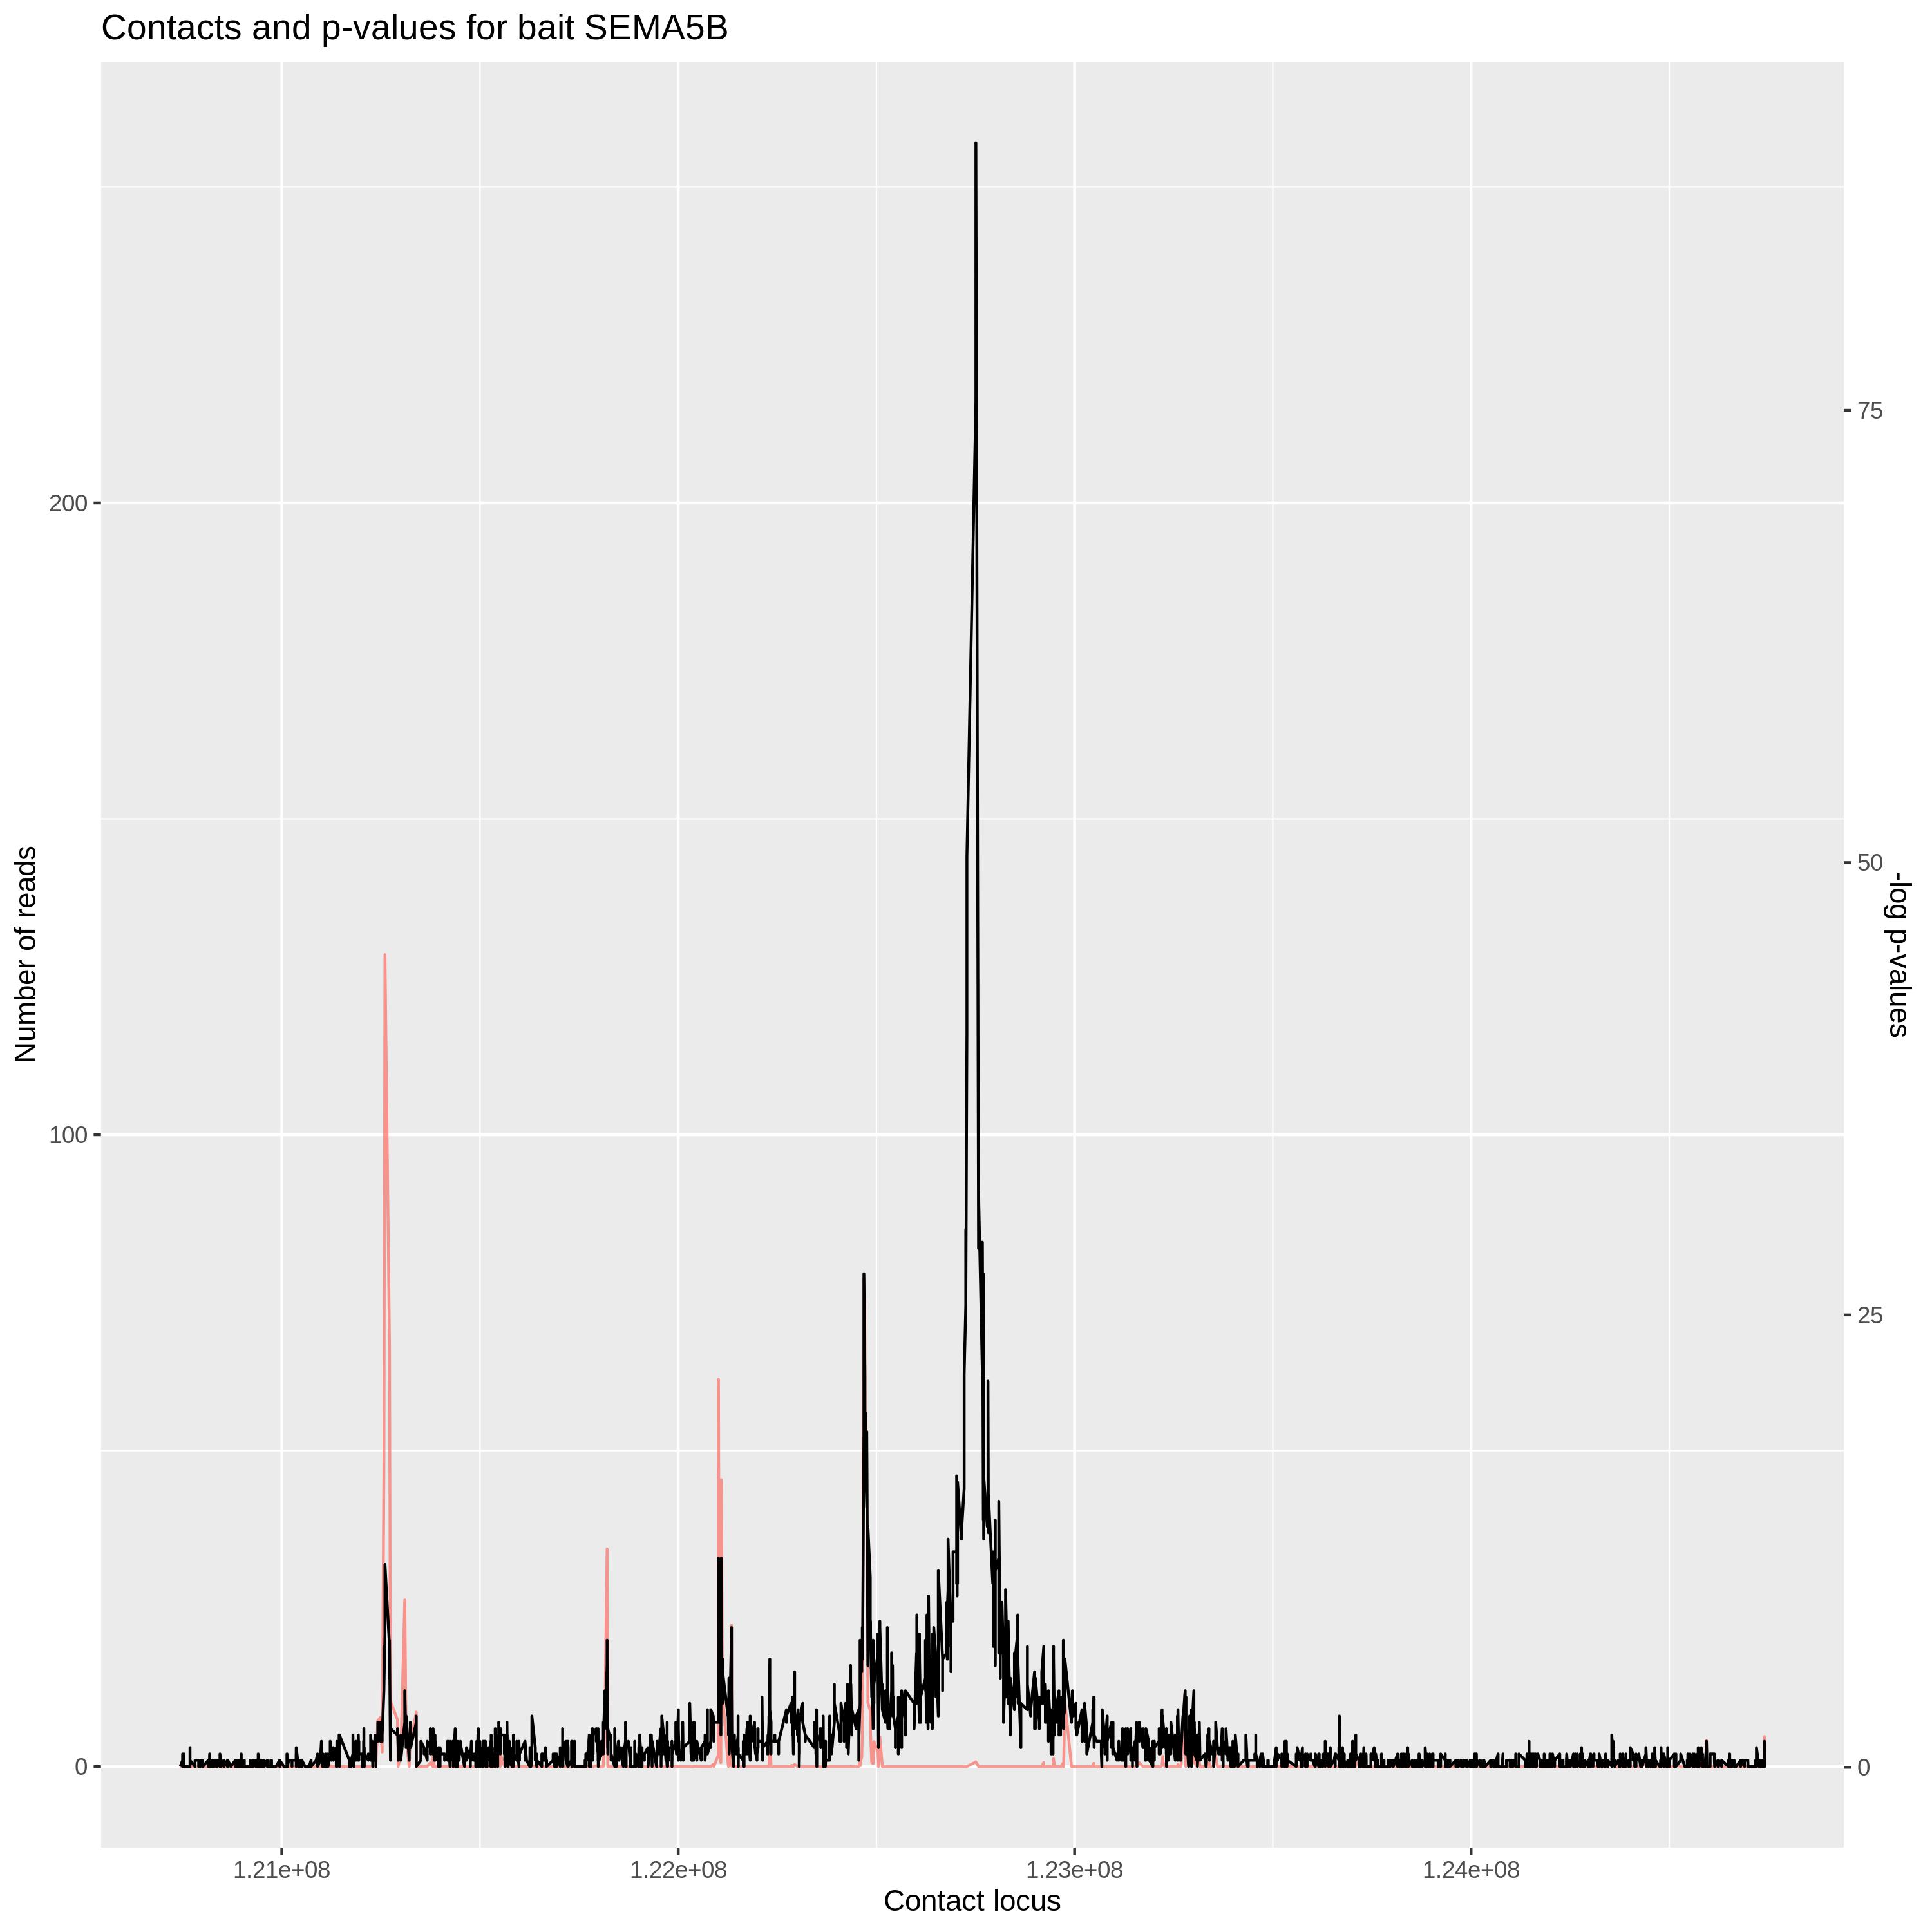 Contacts and p-values for bait SEMA5B
Number of reads
200
100
0
75
50
25
0
-log p-values
1.21e+08 1.22e+08 1.23e+08 1.24e+08
Contact locus